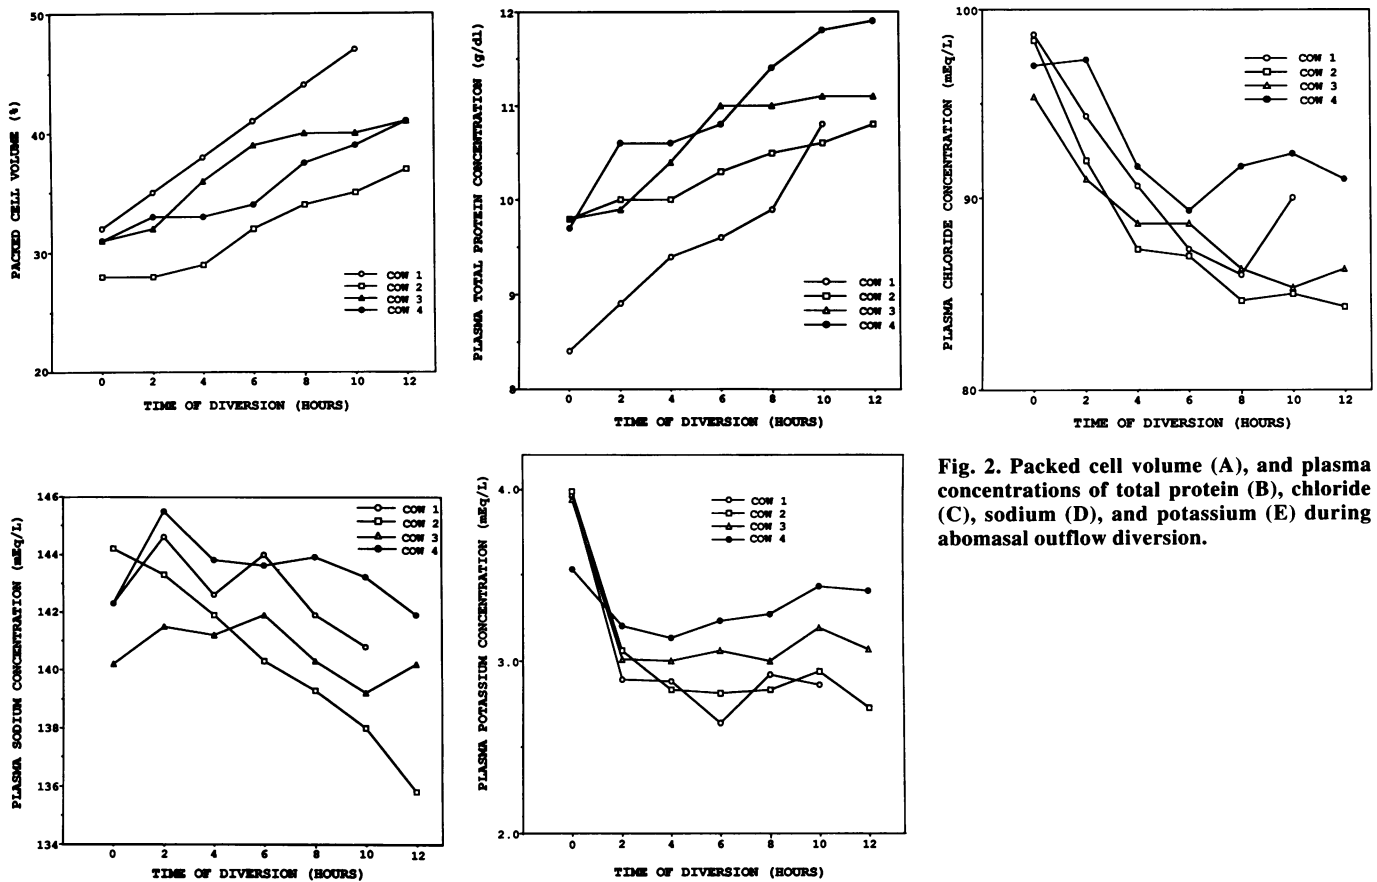 50
40
30
20
PACKED CELL VOLUME (%)
0 2 4 6 8 10 12
TIME OF DIVERSION (HOURS)
COW 1
COW 2
COW 3
COW 4
12
11
10
9
8
PLASMA TOTAL PROTEIN CONCENTRATION (g/dl)
0 2 4 6 8 10 12
TIME OF DIVERSION (HOURS)
COW 1
COW 2
COW 3
COW 4
100
90
80
PLASMA CHLORIDE CONCENTRATION (mEq/L)
0 2 4 6 8 10 12
TIME OF DIVERSION (HOURS)
COW 1
COW 2
COW 3
COW 4
146
144
142
140
138
136
134
PLASMA SODIUM CONCENTRATION (mEq/L)
0 2 4 6 8 10 12
TIME OF DIVERSION (HOURS)
COW 1
COW 2
COW 3
COW 4
4.0
3.0
2.0
PLASMA POTASSIUM CONCENTRATION (mEq/L)
0 2 4 6 8 10 12
TIME OF DIVERSION (HOURS)
COW 1
COW 2
COW 3
COW 4
Fig. 2. Packed cell volume (A), and plasma
concentrations of total protein (B), chloride
(C), sodium (D), and potassium (E) during
abomasal outflow diversion.